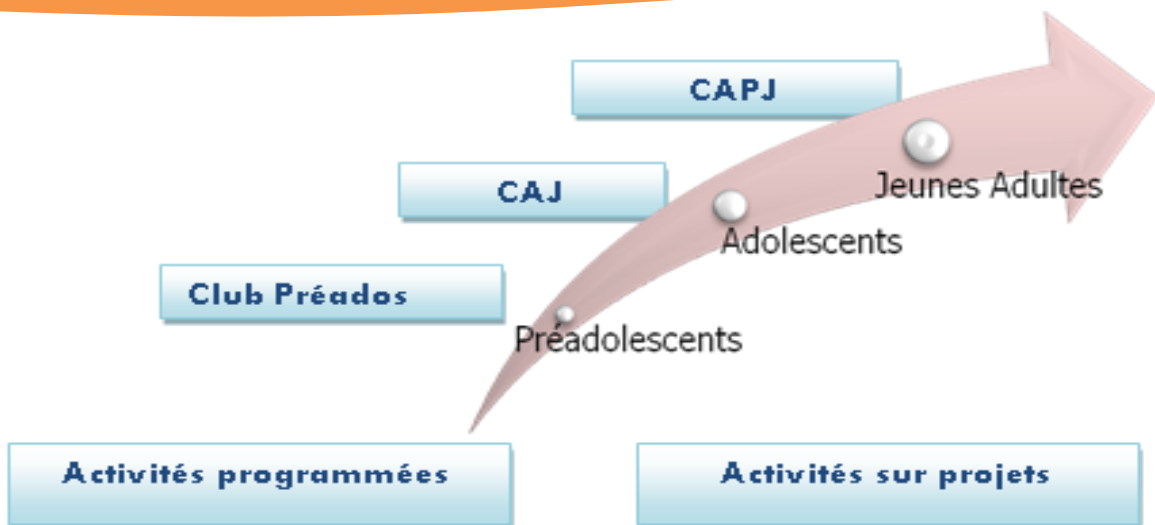 CAPJ
Jeunes Adultes
CAJ
Adolescents
Club Préados
Préadolescents
Activités programmées
Activités sur projets